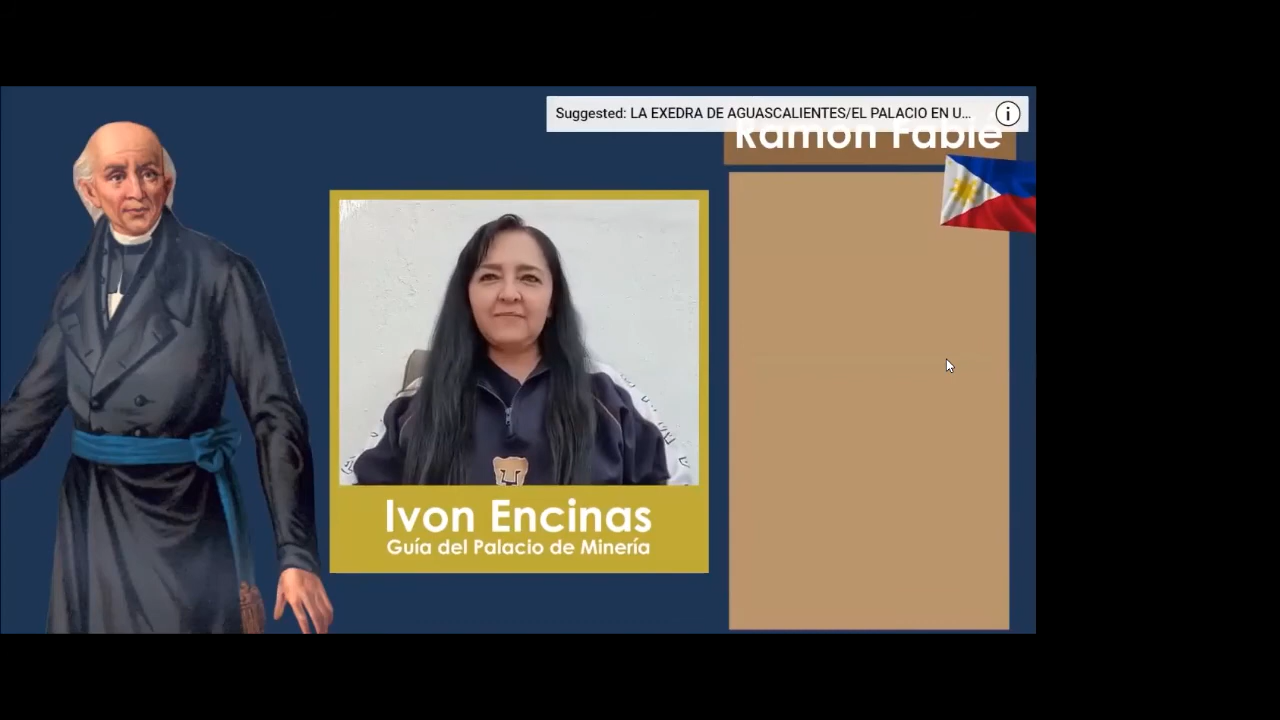 Suggested: LA EXEDRA DE AGUASCALIENTES/EL PALACIO EN U...
Ramón Fabié
Ivon Encinas
Guía del Palacio de Minería